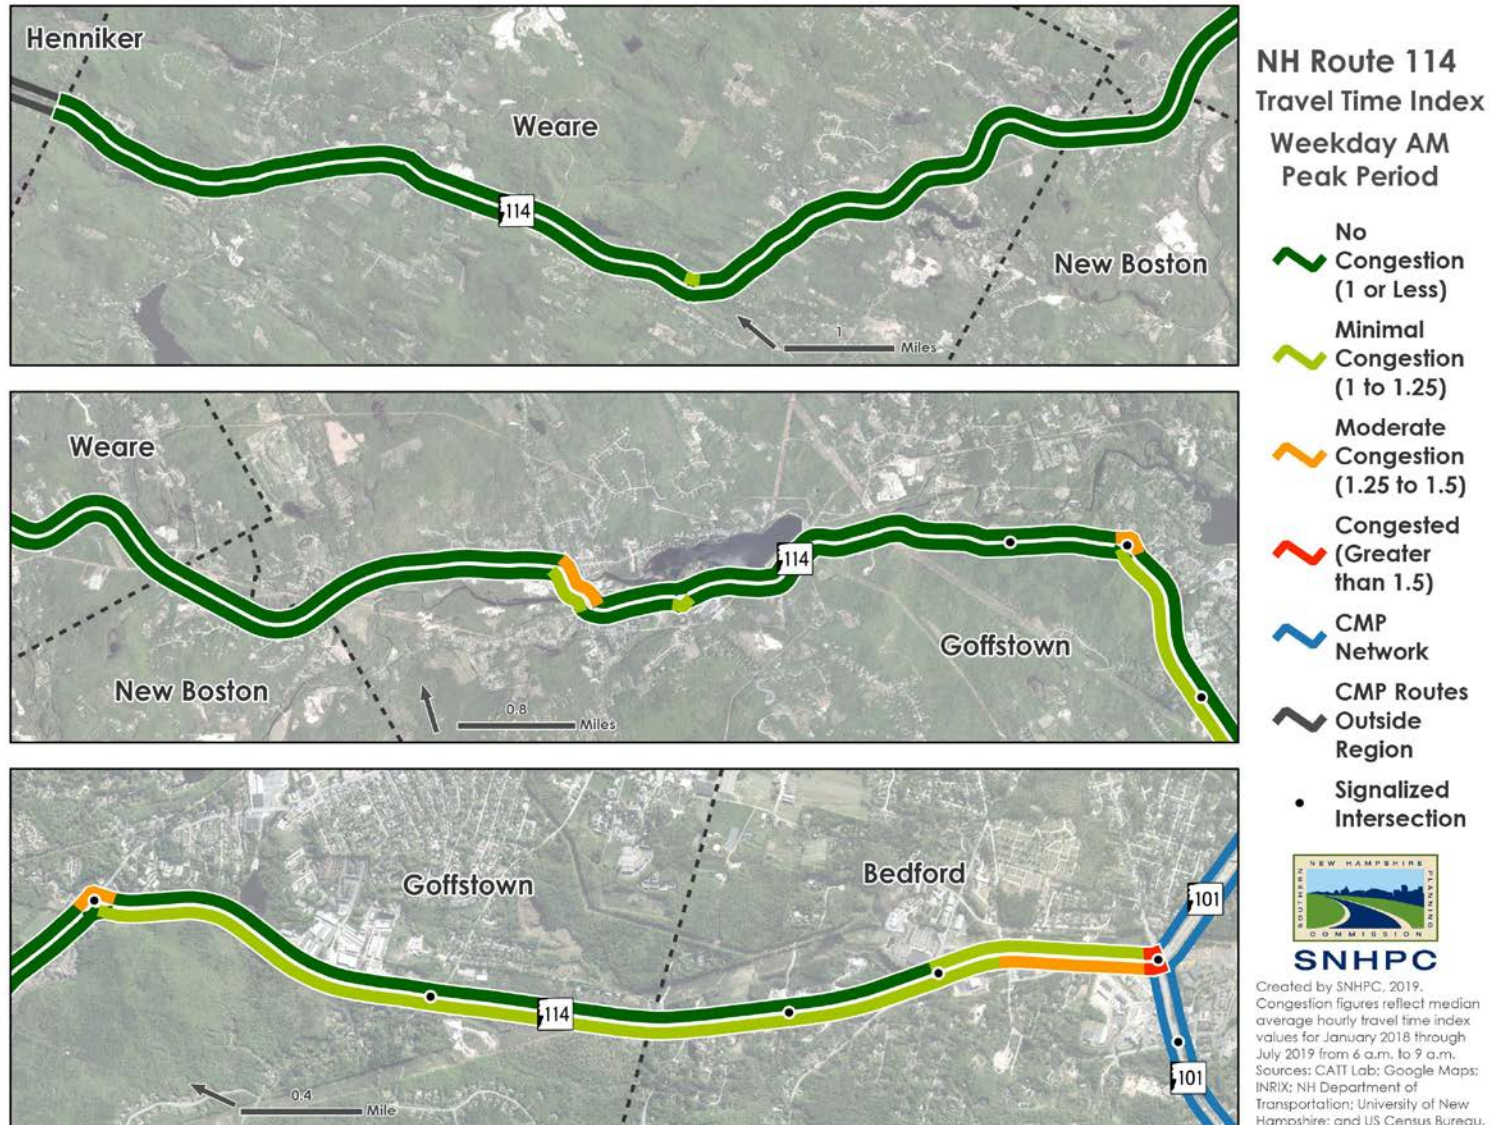 Henniker
Weare
114
New Boston
1
Miles
Weare
114
Goffstown
New Boston
0.8
Miles
Goffstown
Bedford
101
114
101
0.4
Mile
NH Route 114
Travel Time Index
Weekday AM
Peak Period
No
Congestion
(1 or Less)
Minimal
Congestion
(1 to 1.25)
Moderate
Congestion
(1.25 to 1.5)
Congested
(Greater
than 1.5)
CMP
Network
CMP Routes
Outside
Region
Signalized
Intersection
NEW HAMPSHIRE
SOUTHERN
PLANNING
COMMISSION
SNHPC
Created by SNHPC, 2019.
Congestion figures reflect median
average hourly travel time index
values for January 2018 through
July 2019 from 6 a.m. to 9 a.m.
Sources: CATT Lab; Google Maps;
INRIX; NH Department of
Transportation; University of New
Hampshire; and US Census Bureau.